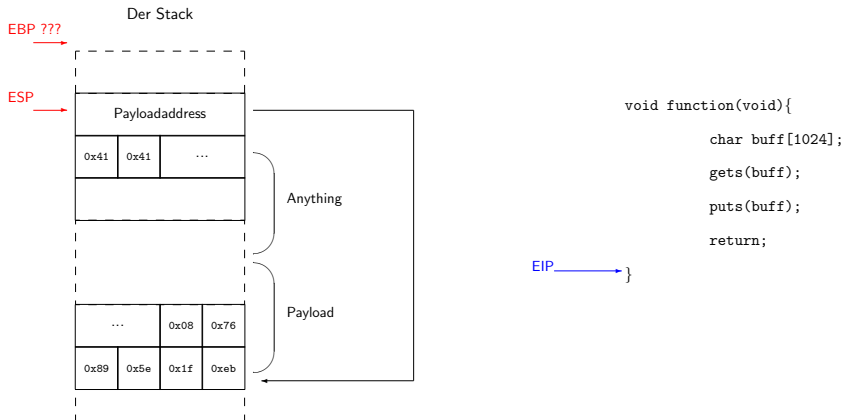 Der Stack
EBP ???
ESP
Payloadaddress
0x41 0x41 ...
Anything
Payload
... 0x08 0x76
0x89 0x5e 0x1f 0xeb
void function(void){
char buff[1024];
gets(buff);
puts(buff);
return;
EIP
}